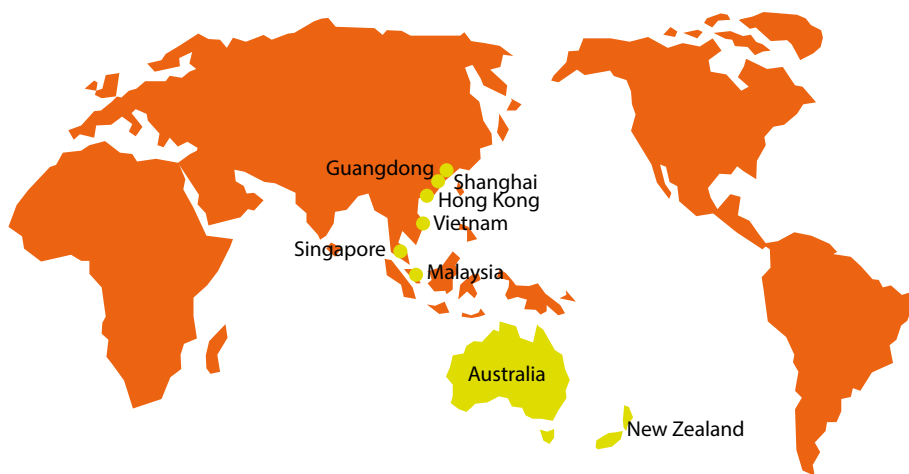 Guangdong
Shanghai
Hong Kong
Vietnam
Singapore
Malaysia
Australia
New Zealand